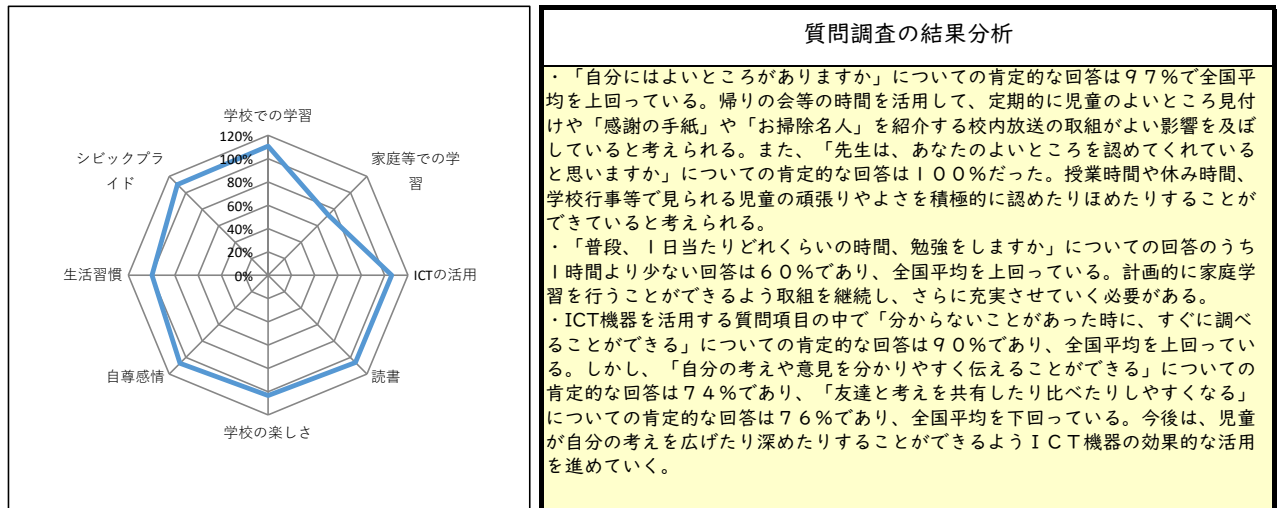 学校での学習
120%
100%
80%
60%
40%
20%
0%
家庭等での学
習
ICTの活用
読書
学校の楽しさ
自尊感情
生活習慣
シビックプラ
イド
質問調査の結果分析
・「自分にはよいところがありますか」についての肯定的な回答は９７％で全国平
均を上回っている。帰りの会等の時間を活用して、定期的に児童のよいところ見付
けや「感謝の手紙」や「お掃除名人」を紹介する校内放送の取組がよい影響を及ぼ
していると考えられる。また、「先生は、あなたのよいところを認めてくれている
と思いますか」についての肯定的な回答は１００％だった。授業時間や休み時間、
学校行事等で見られる児童の頑張りやよさを積極的に認めたりほめたりすることが
できていると考えられる。
・「普段、１日当たりどれくらいの時間、勉強をしますか」についての回答のうち
１時間より少ない回答は６０％であり、全国平均を上回っている。計画的に家庭学
習を行うことができるよう取組を継続し、さらに充実させていく必要がある。
・ICT機器を活用する質問項目の中で「分からないことがあった時に、すぐに調べ
ることができる」についての肯定的な回答は９０％であり、全国平均を上回ってい
る。しかし、「自分の考えや意見を分かりやすく伝えることができる」についての
肯定的な回答は７４％であり、「友達と考えを共有したり比べたりしやすくなる」
についての肯定的な回答は７６％であり、全国平均を下回っている。今後は、児童
が自分の考えを広げたり深めたりすることができるようＩＣＴ機器の効果的な活用
を進めていく。